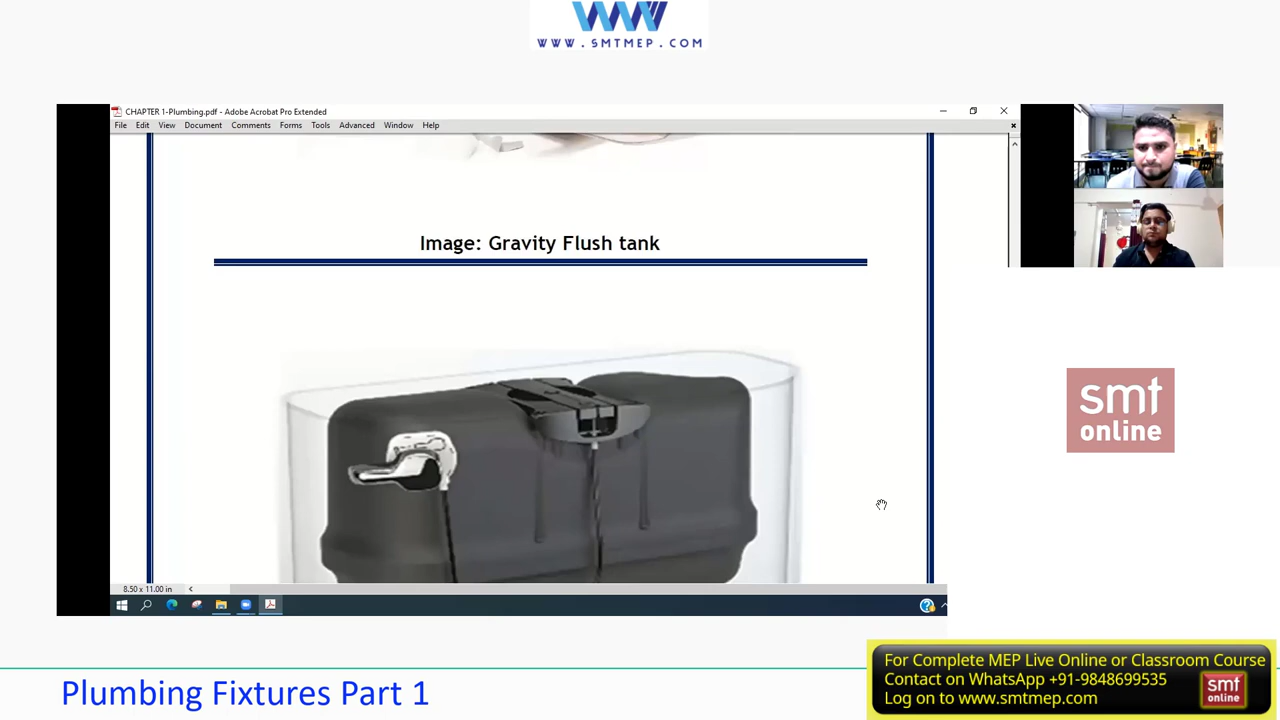 WWW.SMTMEP.COM
CHAPTER 1-Plumbing.pdf - Adobe Acrobat Pro Extended
File Edit View Document Comments Forms Tools Advanced Window Help
Image: Gravity Flush tank
smt
online
8.50 x 11.00 in
Plumbing Fixtures Part 1
For Complete MEP Live Online or Classroom Course
Contact on WhatsApp +91-9848699535
Log on to www.smtmep.com
smt
online